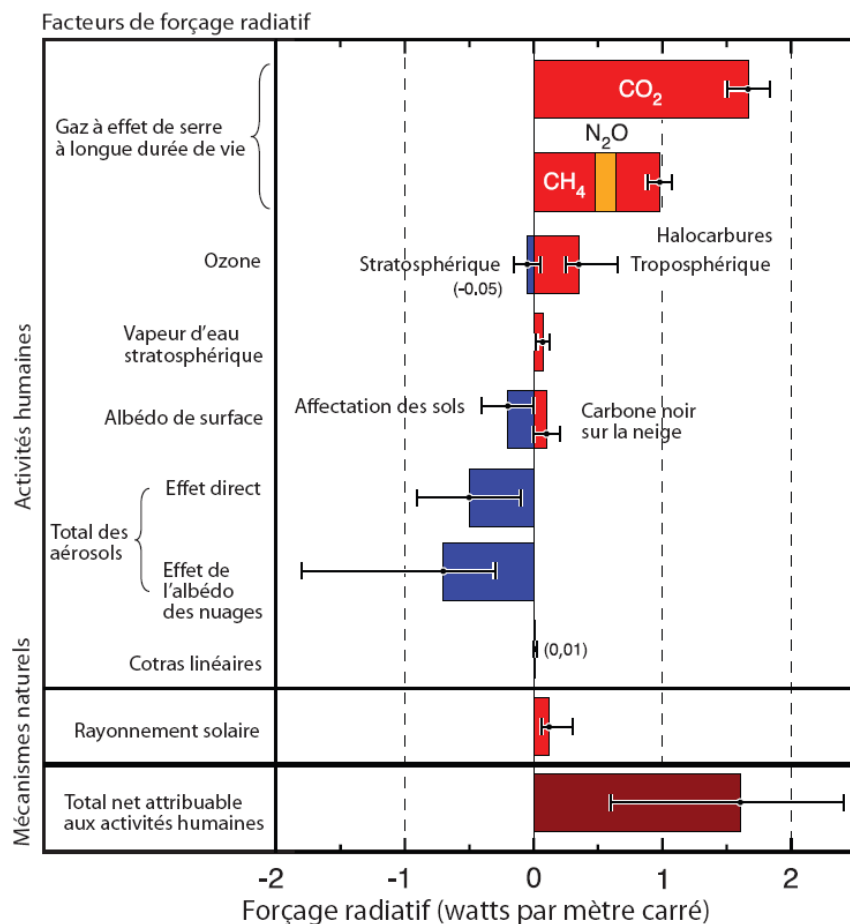 Facteurs de forçage radiatif
Gaz à effet de serre
à longue durée de vie
CO2
N2O
CH4
Halocarbures
Ozone
Stratosphérique
(-0.05)
Troposphérique
Vapeur d'eau
stratosphérique
Albédo de surface
Affectation des sols
Carbone noir
sur la neige
Total des
aérosols
Effet direct
Effet de
l'albédo
des nuages
Cotras linéaires
(0,01)
Activités humaines
Rayonnement solaire
Mécanismes naturels
Total net attribuable
aux activités humaines
-2
-1
0
1
2
Forçage radiatif (watts par mètre carré)